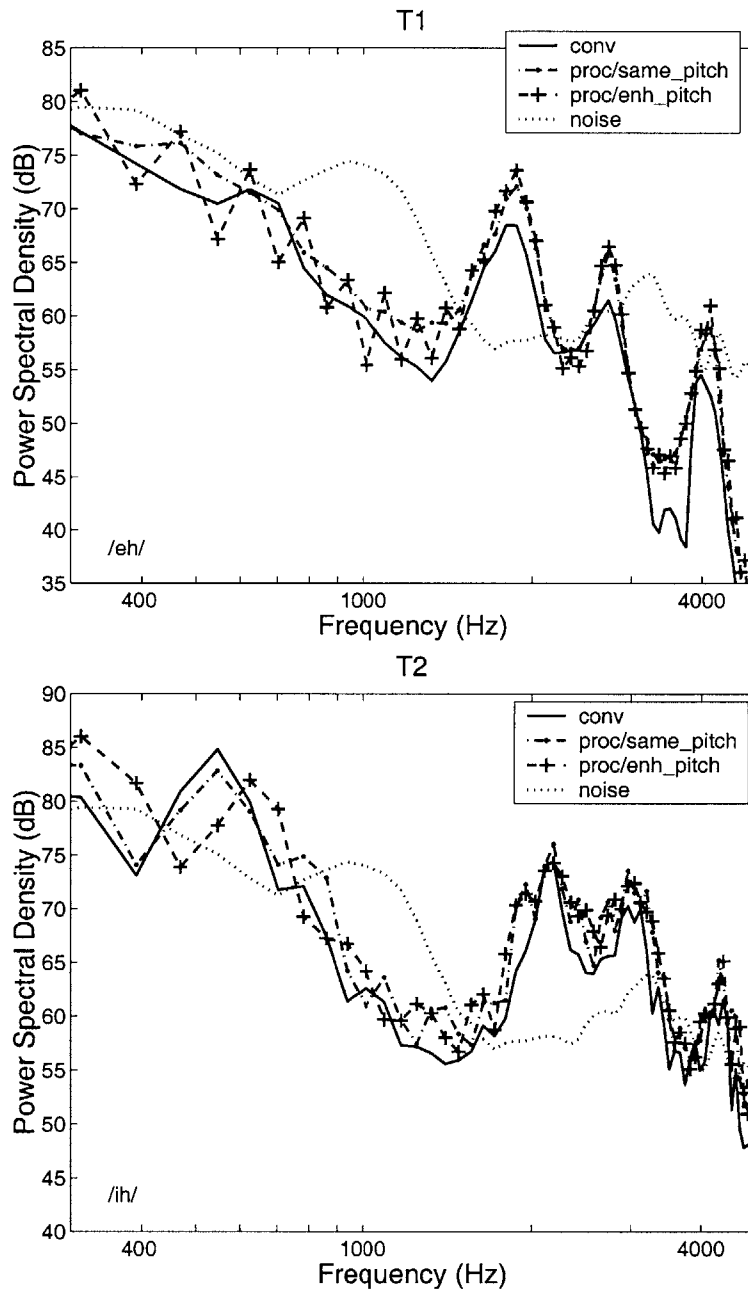 T1
conv
proc/same_pitch
proc/enh_pitch
noise
85
80
75
70
65
60
55
50
45
40
35
Power Spectral Density (dB)
/eh/
400
1000
4000
Frequency (Hz)
T2
conv
proc/same_pitch
proc/enh_pitch
noise
90
85
80
75
70
65
60
55
50
45
40
Power Spectral Density (dB)
/ih/
400
1000
4000
Frequency (Hz)